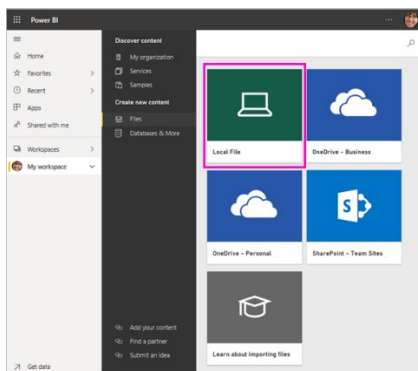 Power BI
Home
Favorites
Recent
Apps
Shared with me
Workspaces
My workspace
Get data
Discover content
My organization
Services
Samples
Create new content
Files
Databases & More
Add your content
Find a partner
Submit an idea
Local File
OneDrive – Business
OneDrive – Personal
SharePoint – Team Sites
Learn about importing files